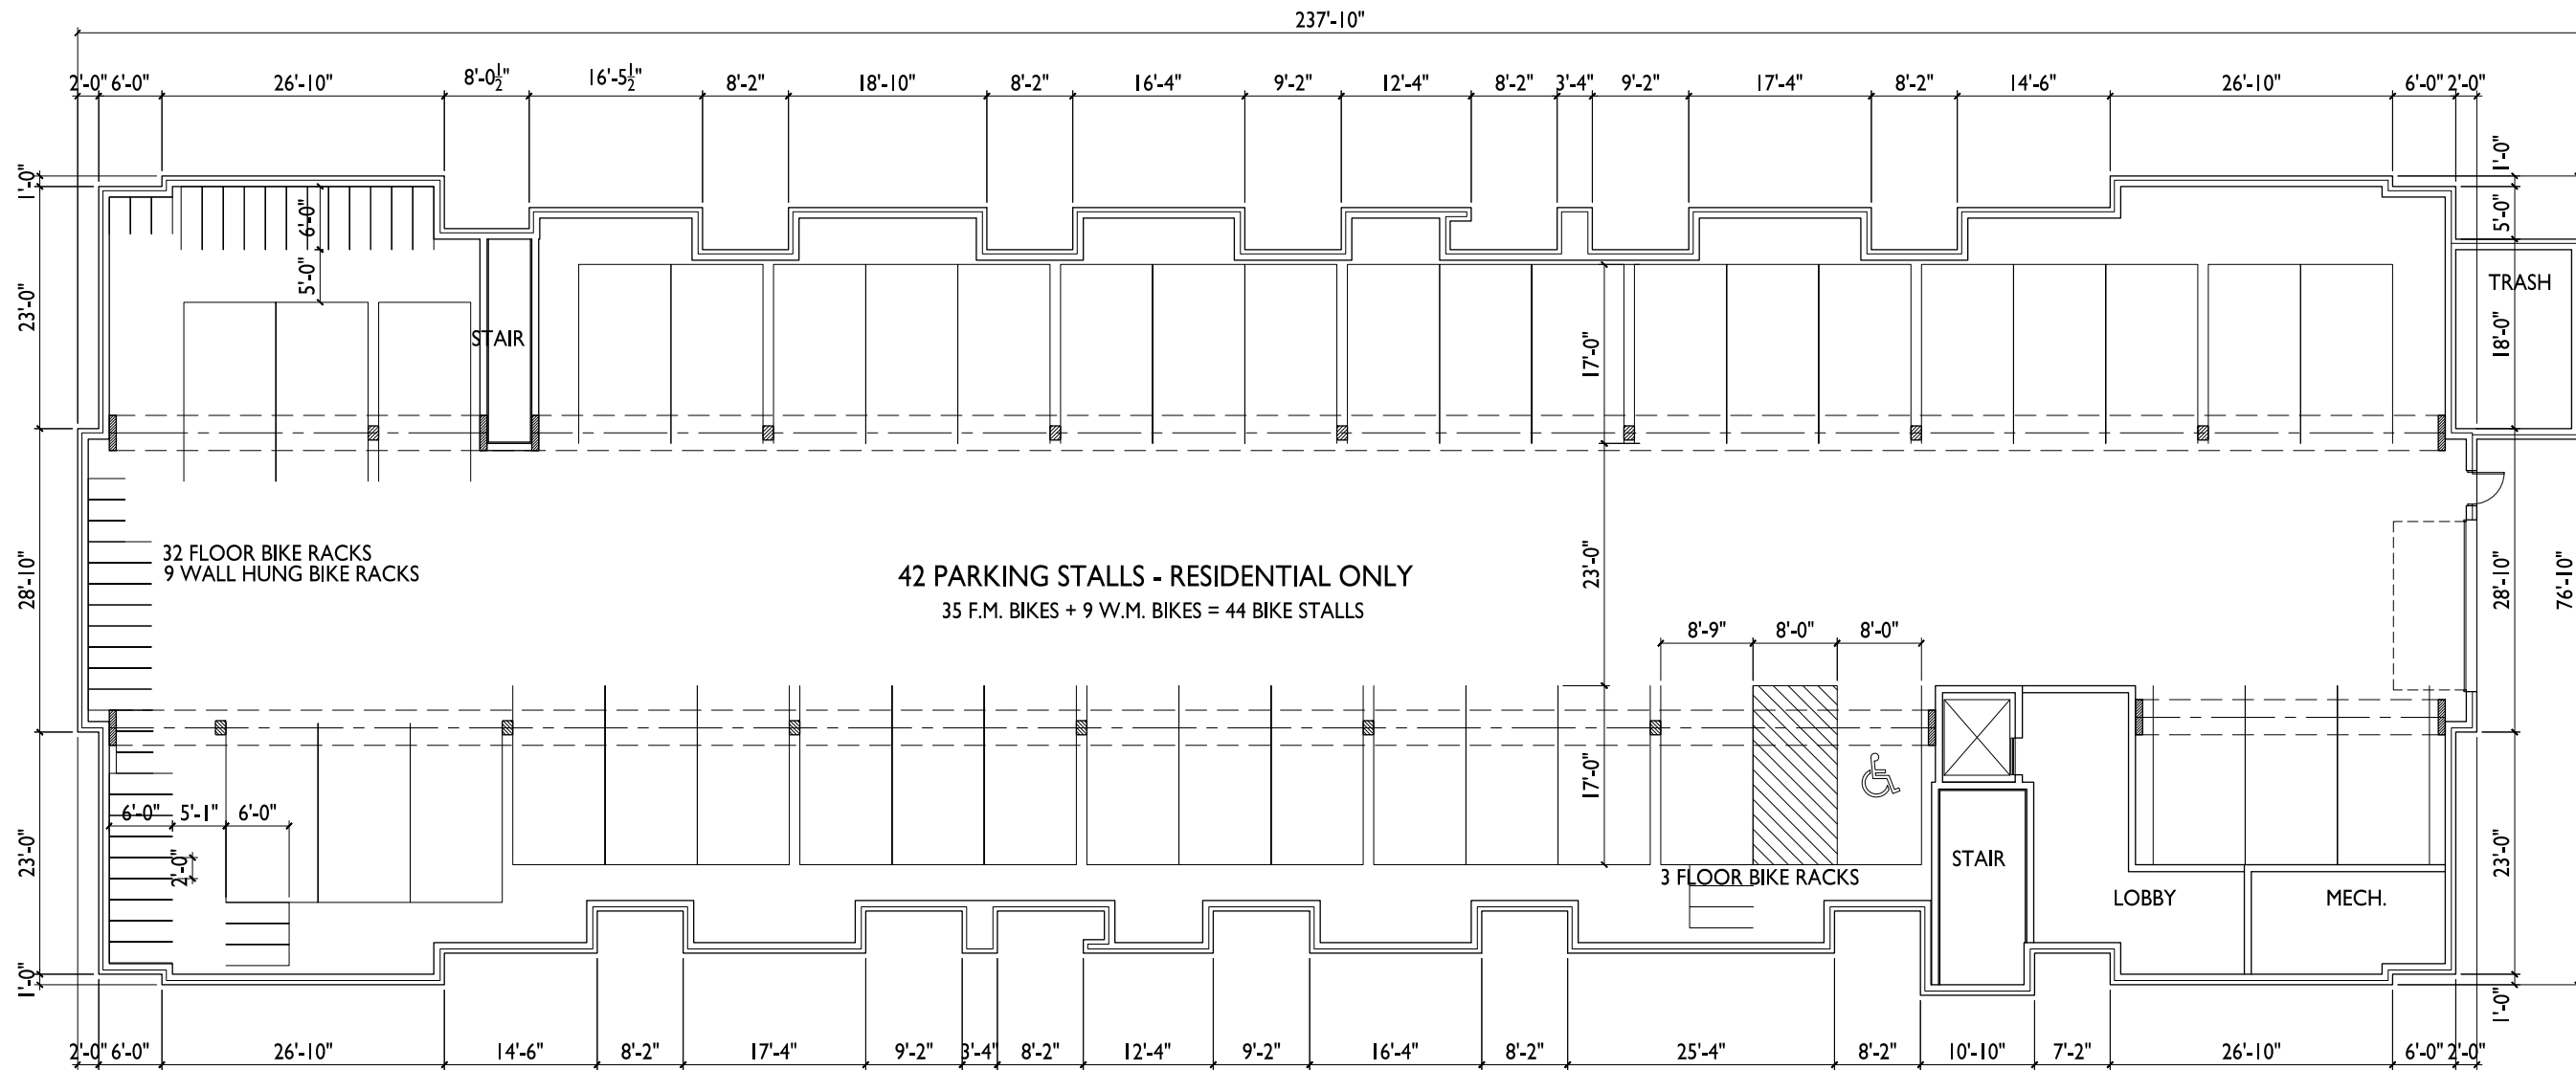 237'-10"
2'-0" 6'-0" 26'-10" 8'-0½" 16'-5½" 8'-2" 18'-10" 8'-2" 16'-4" 9'-2" 12'-4" 8'-2" 3'-4" 9'-2" 17'-4" 8'-2" 14'-6" 26'-10" 6'-0" 2'-0"
1'-0"
1'-0"
6'-0"
5'-0"
5'-0"
TRASH
23'-0"
STAIR
17'-0"
18'-0"
32 FLOOR BIKE RACKS
9 WALL HUNG BIKE RACKS
28'-10"
42 PARKING STALLS - RESIDENTIAL ONLY
35 F.M. BIKES + 9 W.M. BIKES = 44 BIKE STALLS
23'-0"
28'-10"
76'-10"
8'-9" 8'-0" 8'-0"
17'-0"
6'-0" 5'-1" 6'-0"
2'-0"
23'-0"
3 FLOOR BIKE RACKS
STAIR
LOBBY
MECH.
23'-0"
1'-0"
1'-0"
2'-0" 6'-0" 26'-10" 14'-6" 8'-2" 17'-4" 9'-2" 3'-4" 8'-2" 12'-4" 9'-2" 16'-4" 8'-2" 25'-4" 8'-2" 10'-10" 7'-2" 26'-10" 6'-0" 2'-0"